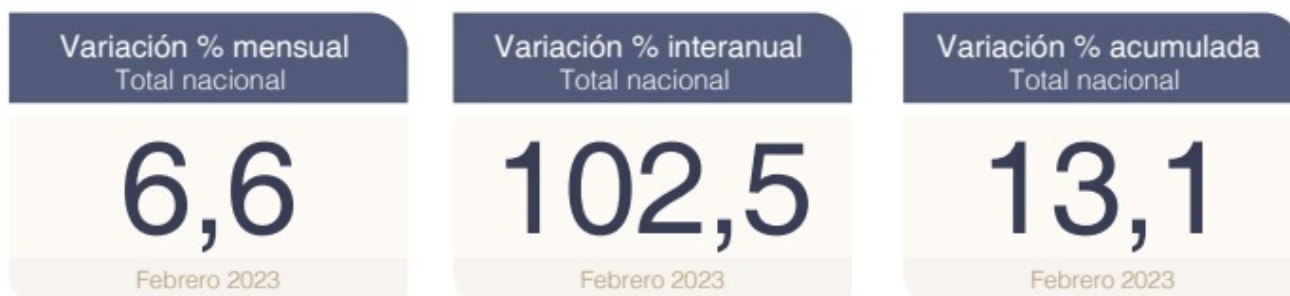 Variación % mensual
Total nacional
6,6
Febrero 2023
Variación % interanual
Total nacional
102,5
Febrero 2023
Variación % acumulada
Total nacional
13,1
Febrero 2023